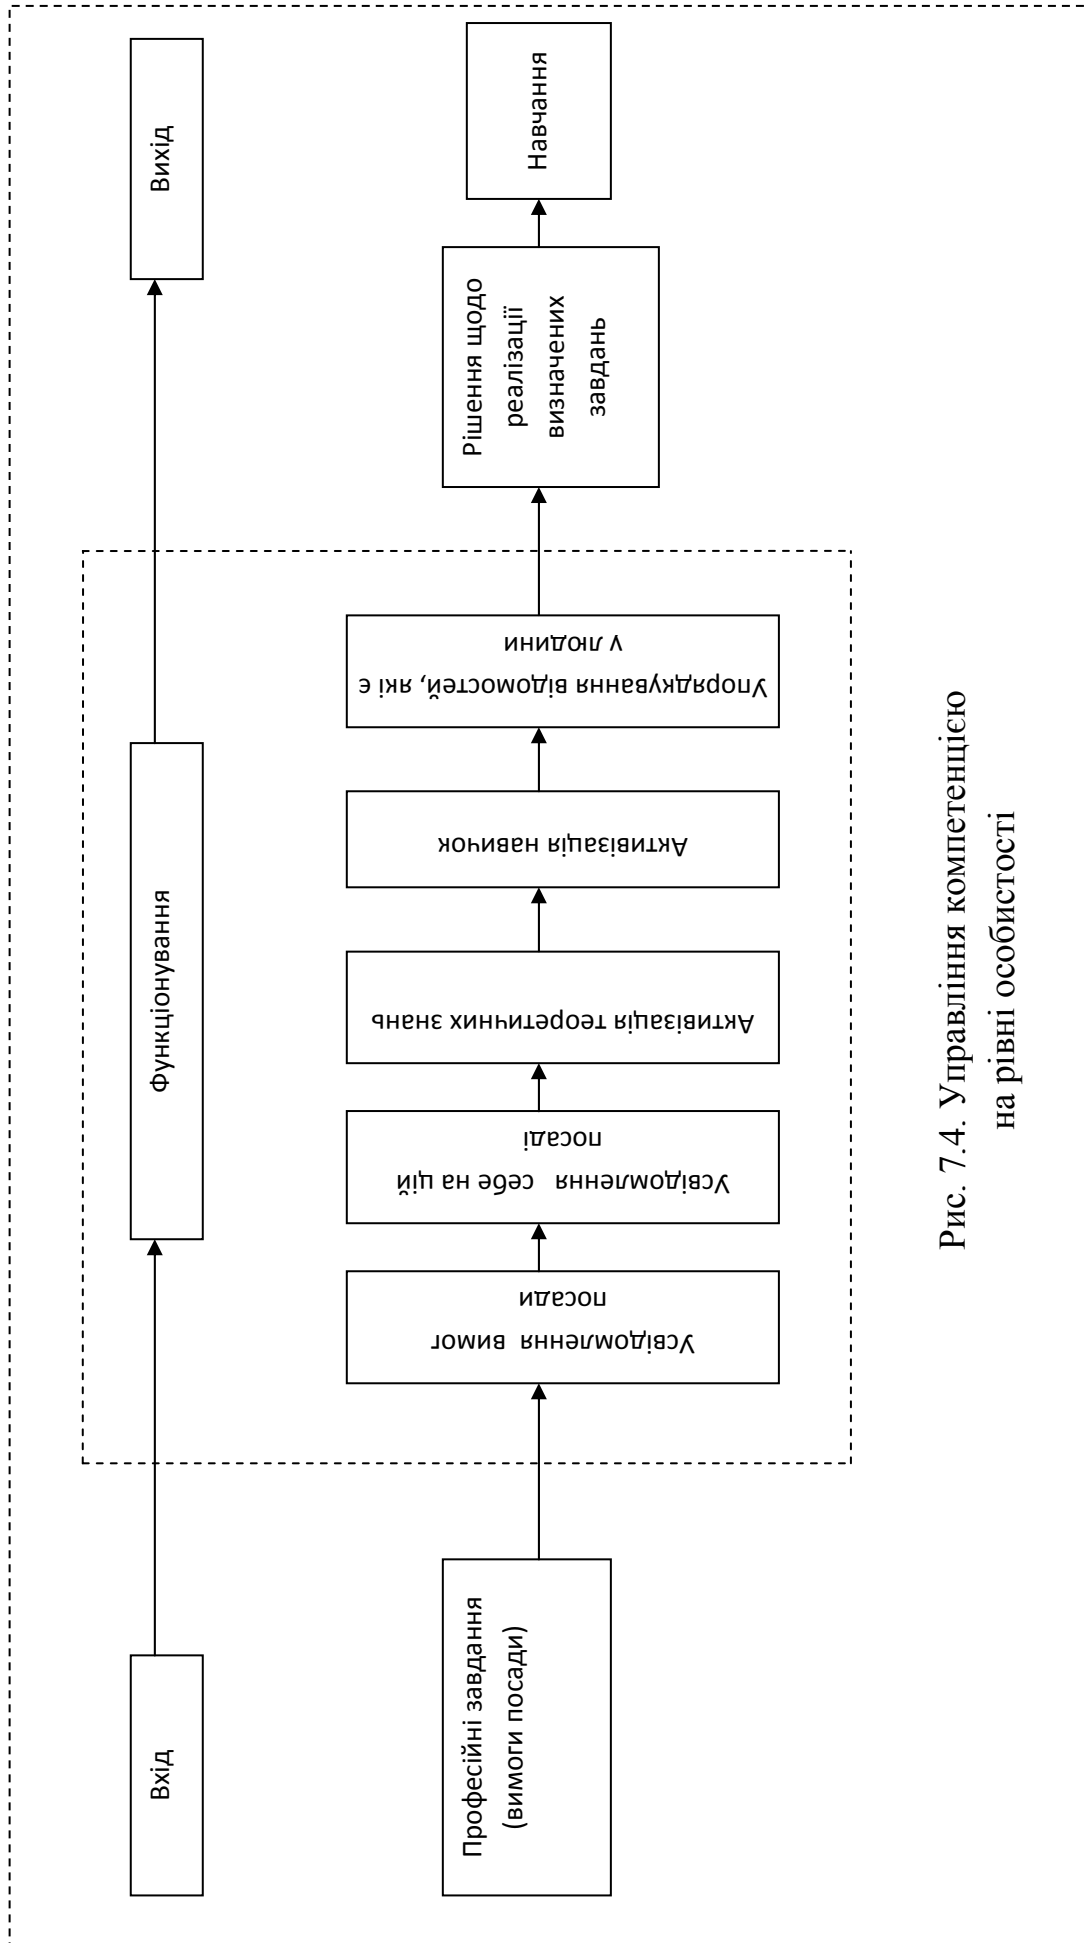 Вхід
Функціонування
Вихід
Професійні завдання
(вимоги посади)
Усвідомлення вимог
посади
Усвідомлення себе на цій
посаді
Активізація теоретичних знань
Активізація навичок
Упорядкування відомостей, які є
у людини
Рішення щодо
реалізації
визначених
завдань
Навчання
Рис. 7.4. Управління компетенцією
на рівні особистості